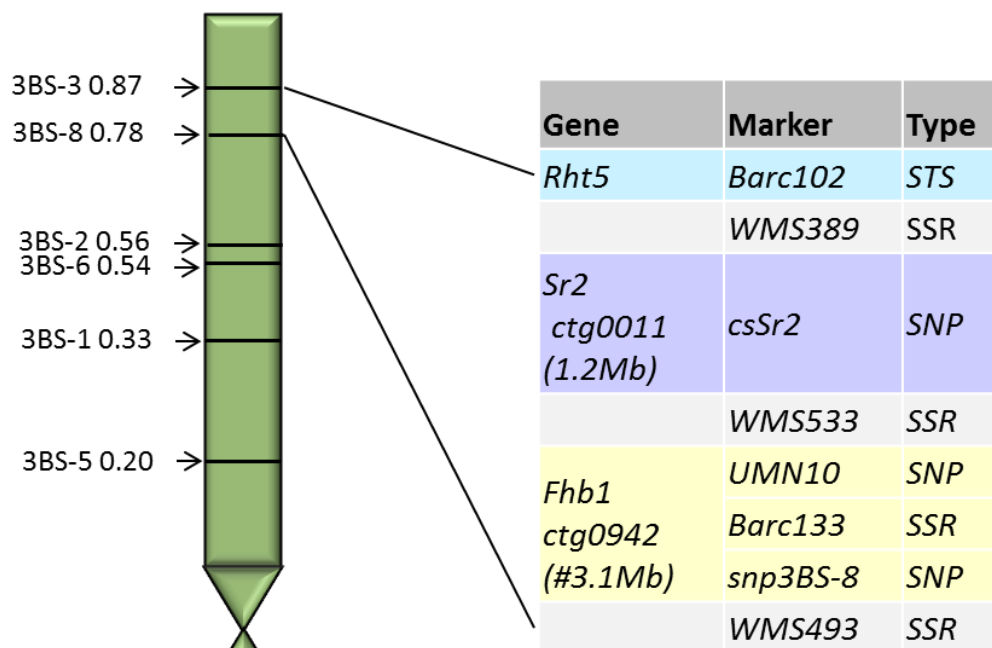 3BS-3 0.87
3BS-8 0.78
3BS-2 0.56
3BS-6 0.54
3BS-1 0.33
3BS-5 0.20
Gene Marker Type
Rht5 Barc102 STS
WMS389 SSR
Sr2
ctg0011 csSr2 SNP
(1.2Mb)
WMS533 SSR
UMN10 SNP
Fhb1
ctg0942 Barc133 SSR
(#3.1Mb) snp3BS-8 SNP
WMS493 SSR